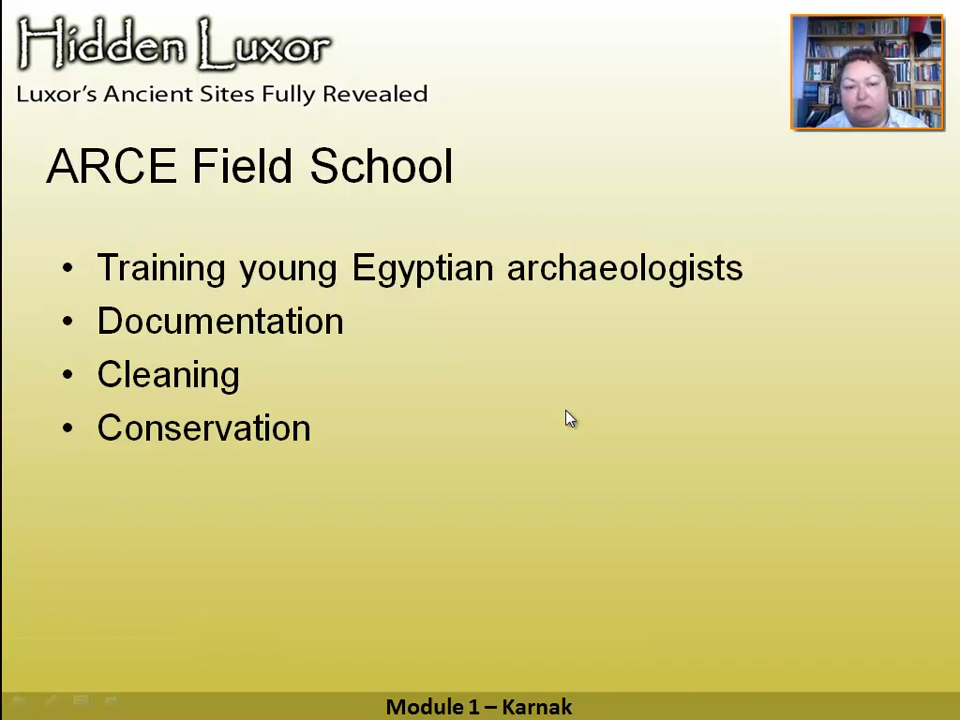 Hidden Luxor
Luxor's Ancient Sites Fully Revealed
ARCE Field School
• Training young Egyptian archaeologists
• Documentation
• Cleaning
• Conservation
Module 1 – Karnak